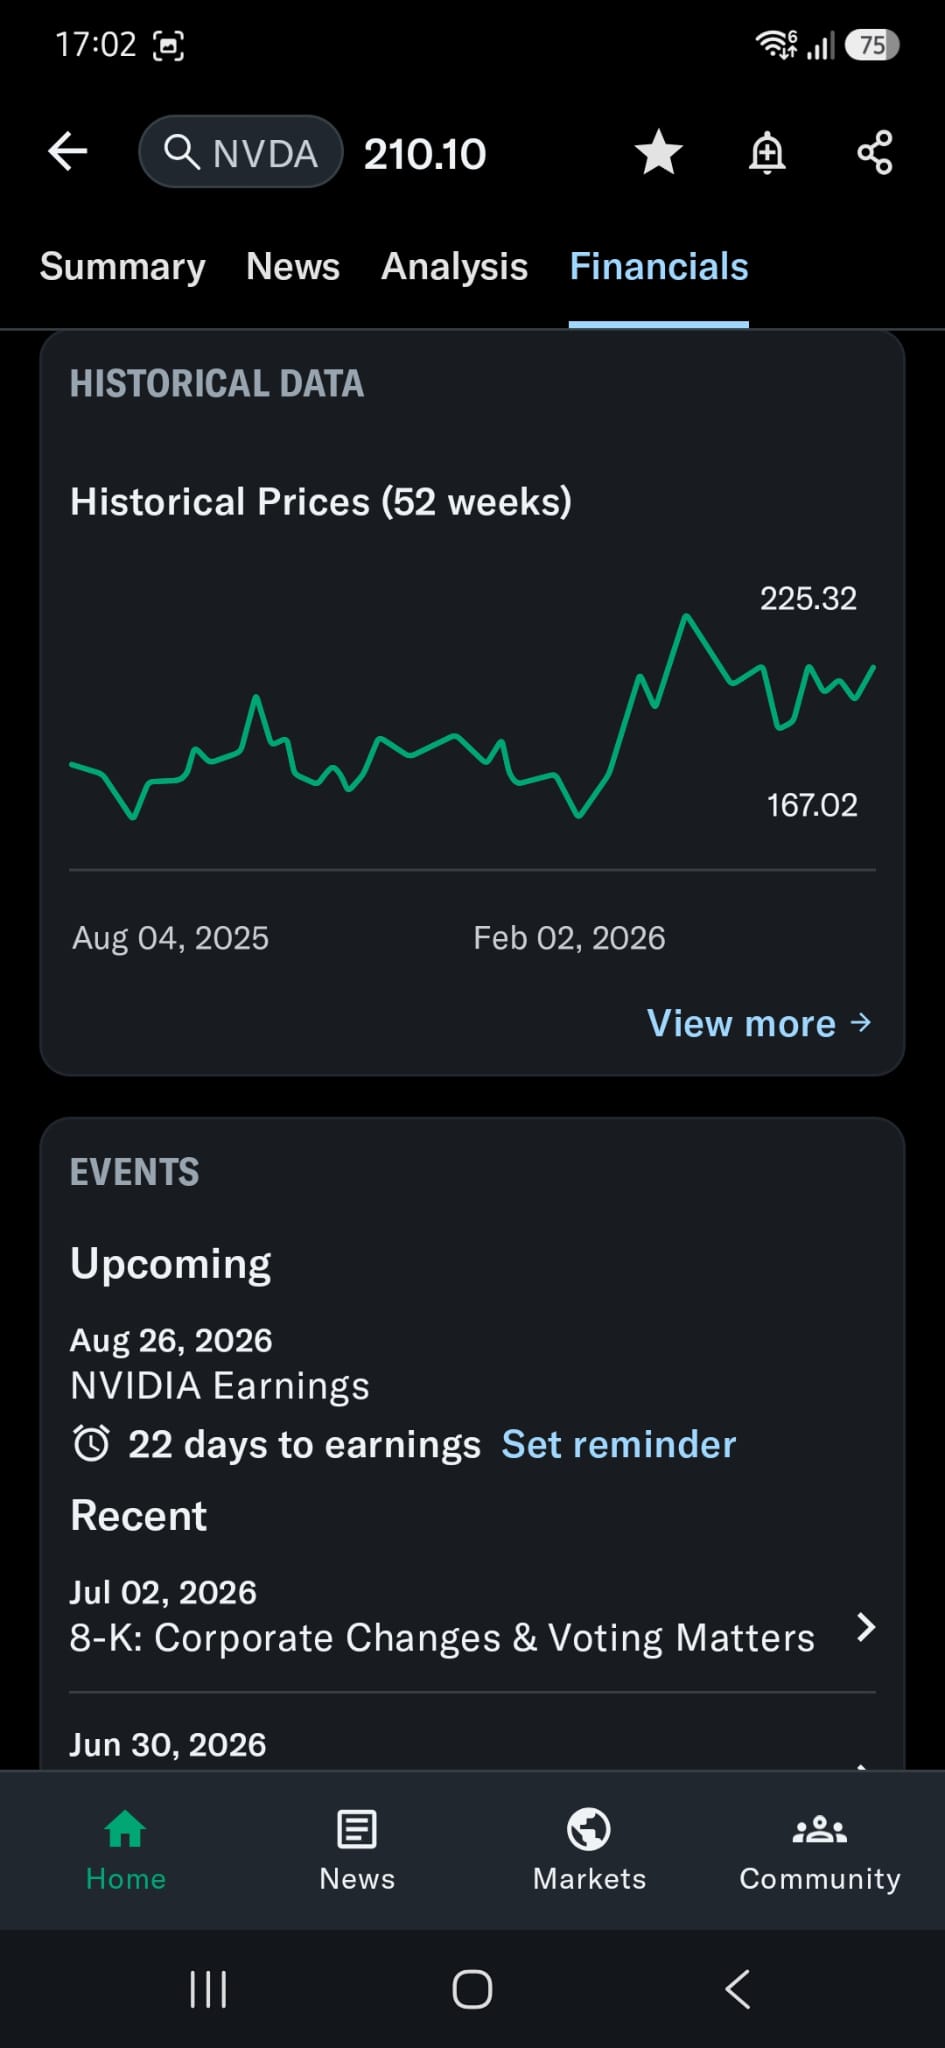 17:02
6
75
NVDA 210.10
Summary News Analysis Financials
HISTORICAL DATA
Historical Prices (52 weeks)
225.32
167.02
Aug 04, 2025 Feb 02, 2026
View more
EVENTS
Upcoming
Aug 26, 2026
NVIDIA Earnings
22 days to earnings Set reminder
Recent
Jul 02, 2026
8-K: Corporate Changes & Voting Matters
Jun 30, 2026
Home News Markets Community